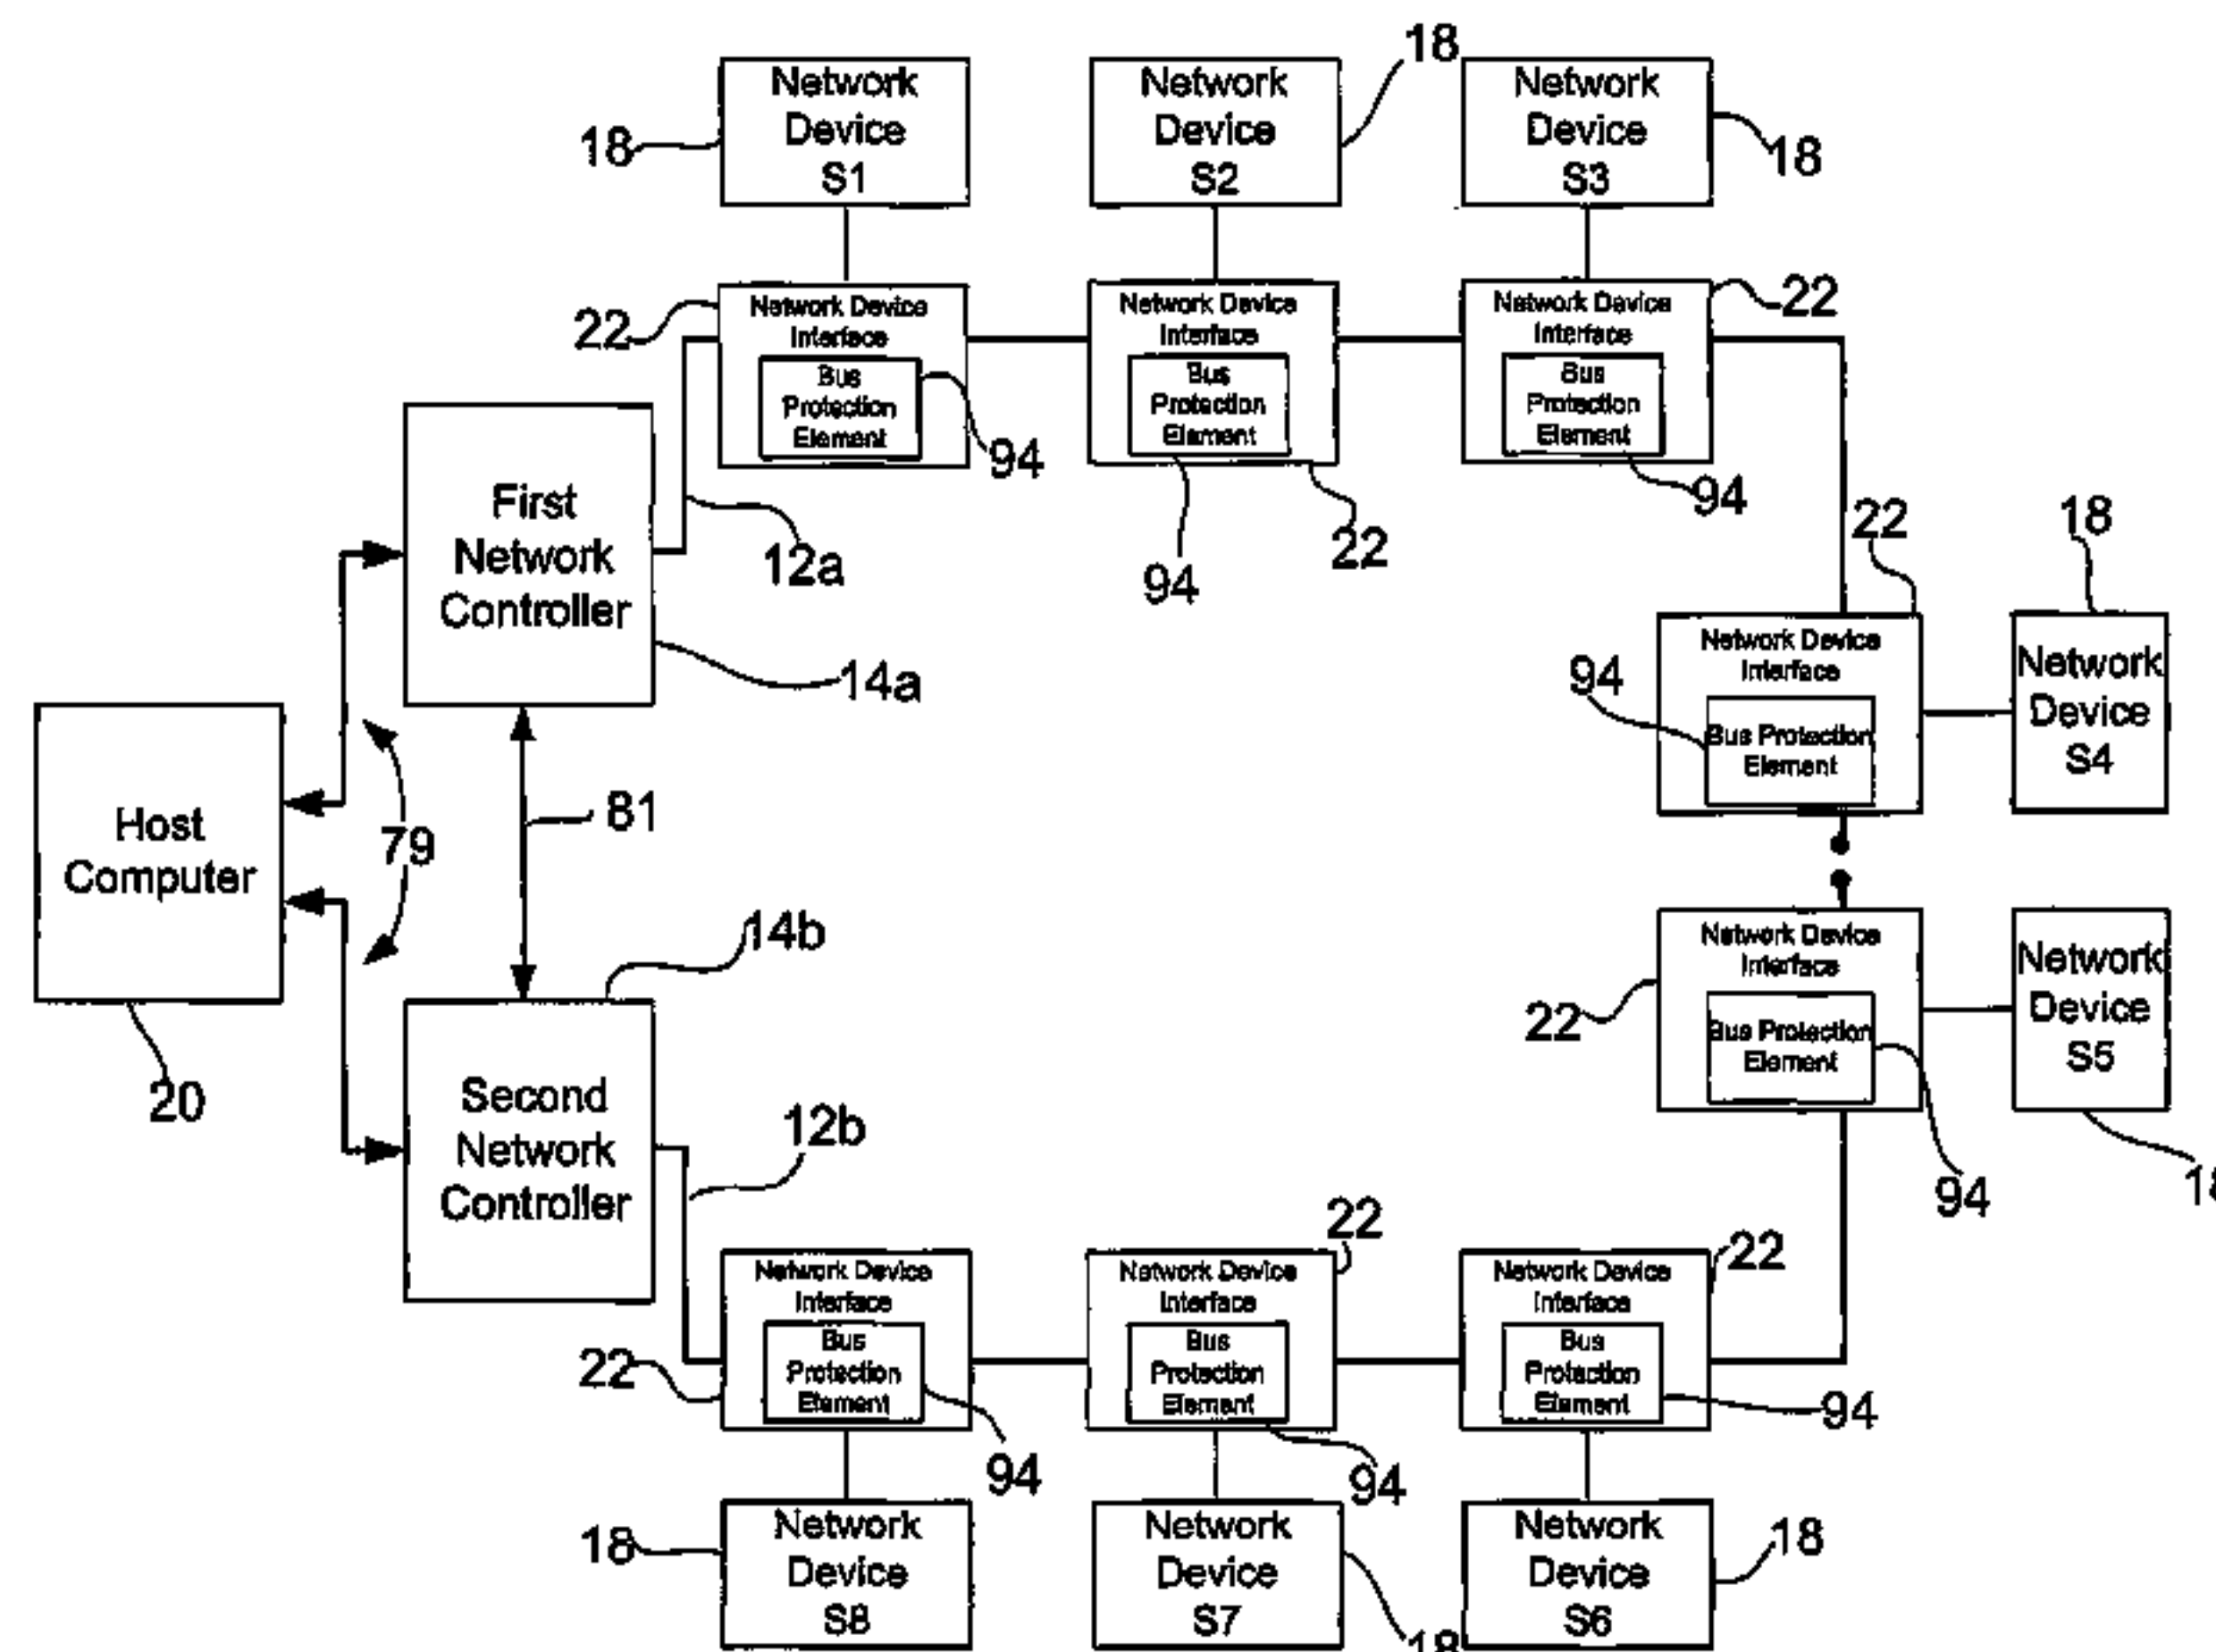 18
Network
Device
S1
Network
Device
S2
18
Network
Device
S3
18
22
Network Device
Interface
Bus
Protection
Element
94
Network Device
Interface
Bus
Protection
Element
94
22
Network Device
Interface
Bus
Protection
Element
94
22
First
Network
Controller
12a
14a
22
18
Network Device
Interface
94
Bus Protection
Element
Network
Device
S4
Host
Computer
20
79
81
14b
Network Device
Interface
22
Bus Protection
Element
94
Network
Device
S5
Second
Network
Controller
12b
22
Network Device
Interface
Bus
Protection
Element
94
22
Network Device
Interface
Bus
Protection
Element
94
22
Network Device
Interface
Bus
Protection
Element
94
18
Network
Device
S8
Network
Device
S7
18
Network
Device
S6
18